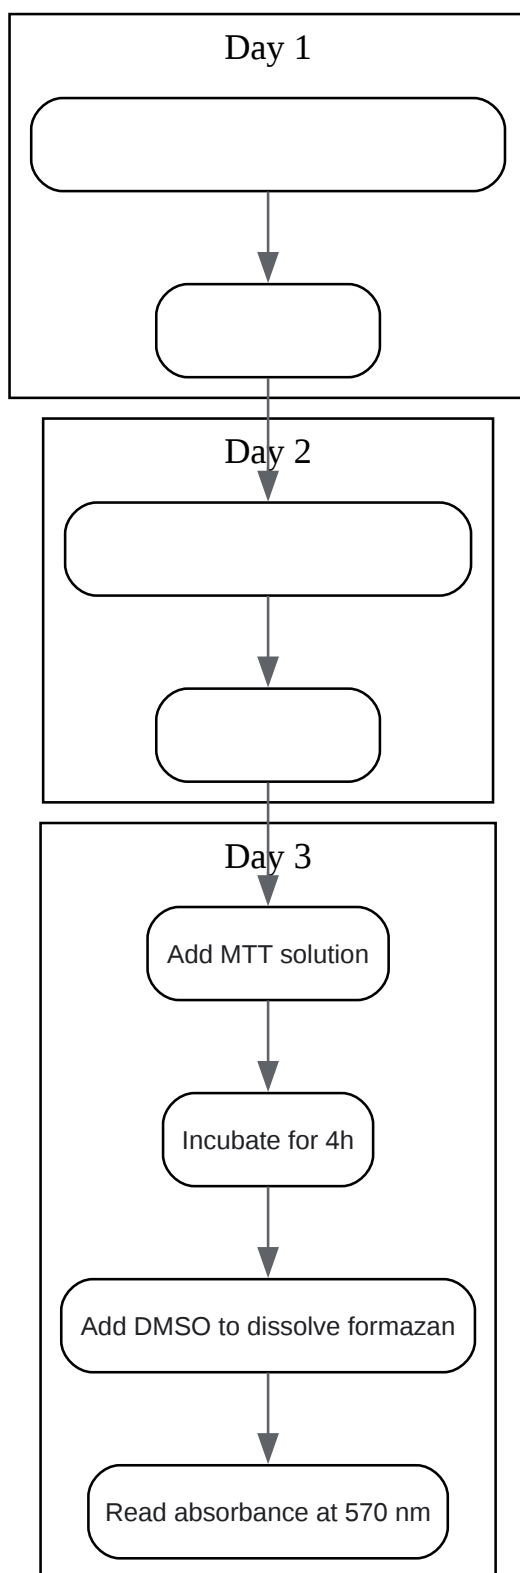 Day 1
Day 2
Day 3
Add MTT solution
Incubate for 4h
Add DMSO to dissolve formazan
Read absorbance at 570 nm